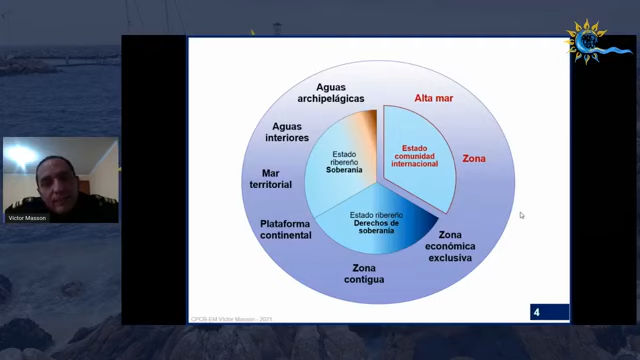 Aguas
archipelágicas
Alta mar
Aguas
interiores
Estado
ribereño
Soberanía
Estado
comunidad
internacional
Zona
Mar
territorial
Plataforma
continental
Estado ribereño
Derechos de
soberanía
Zona
económica
exclusiva
Zona
contigua
Víctor Masson
CPCB-EM Víctor Masson - 2021.
4